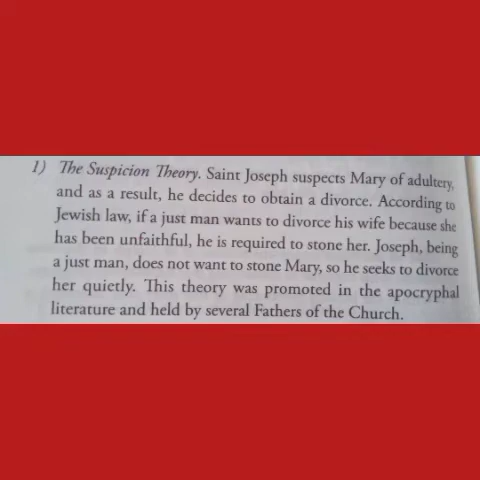 1) The Suspicion Theory. Saint Joseph suspects Mary of adultery,
and as a result, he decides to obtain a divorce. According to
Jewish law, if a just man wants to divorce his wife because she
has been unfaithful, he is required to stone her. Joseph, being
a just man, does not want to stone Mary, so he seeks to divorce
her quietly. This theory was promoted in the apocryphal
literature and held by several Fathers of the Church.